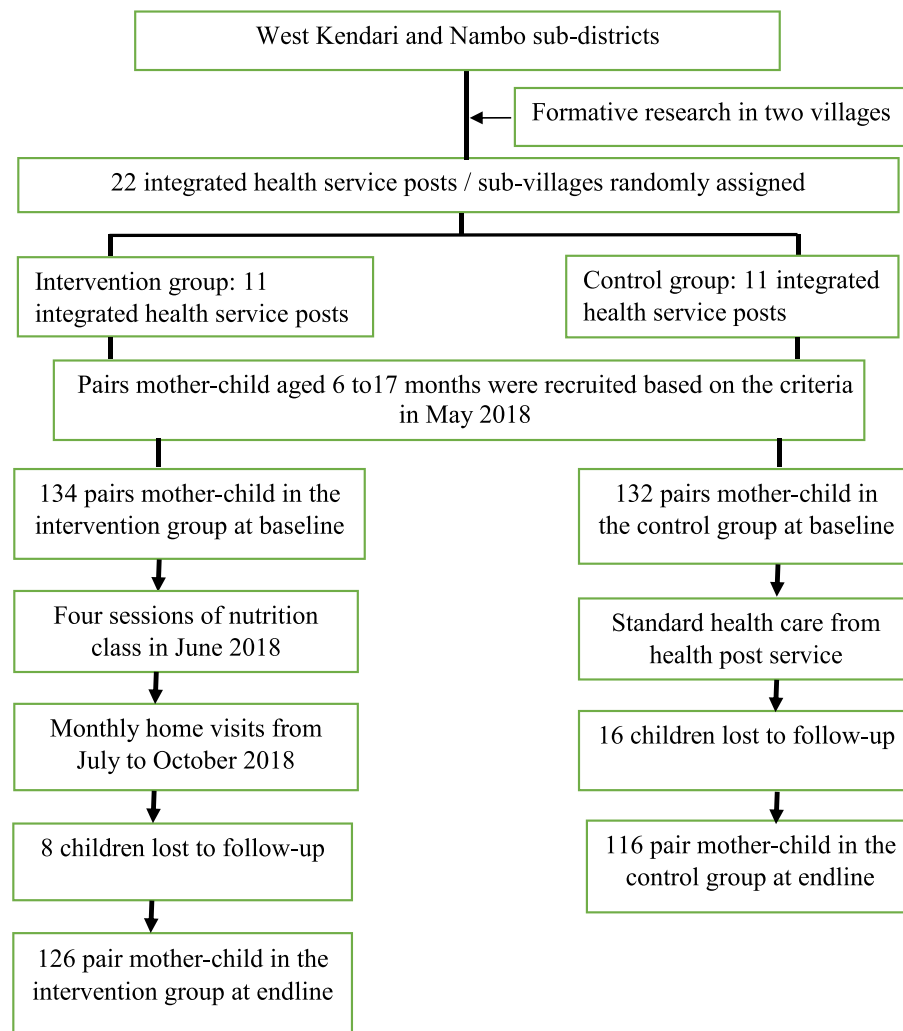 West Kendari and Nambo sub-districts
Formative research in two villages
22 integrated health service posts / sub-villages randomly assigned
Intervention group: 11
integrated health service posts
Control group: 11 integrated
health service posts
Pairs mother-child aged 6 to17 months were recruited based on the criteria
in May 2018
134 pairs mother-child in the
intervention group at baseline
132 pairs mother-child in
the control group at baseline
Four sessions of nutrition
class in June 2018
Standard health care from
health post service
Monthly home visits from
July to October 2018
16 children lost to follow-up
8 children lost to follow-up
116 pair mother-child in the
control group at endline
126 pair mother-child in the
intervention group at endline